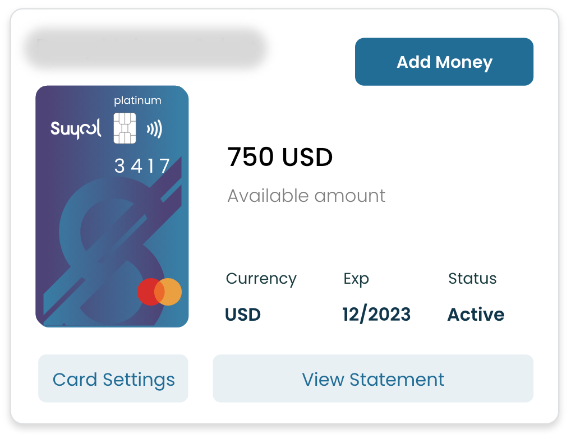 Add Money
platinum
Suyool
3417
750 USD
Available amount
Currency Exp Status
USD 12/2023 Active
Card Settings View Statement